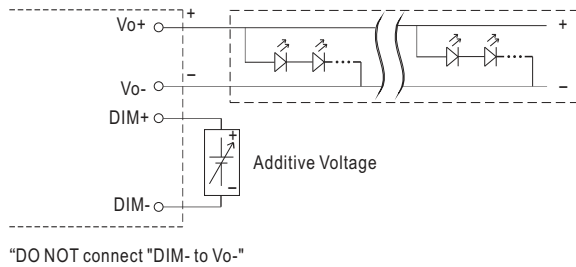 Vo+ + +
Vo- - -
DIM+
+
Additive Voltage
-
DIM-
“DO NOT connect "DIM- to Vo-"